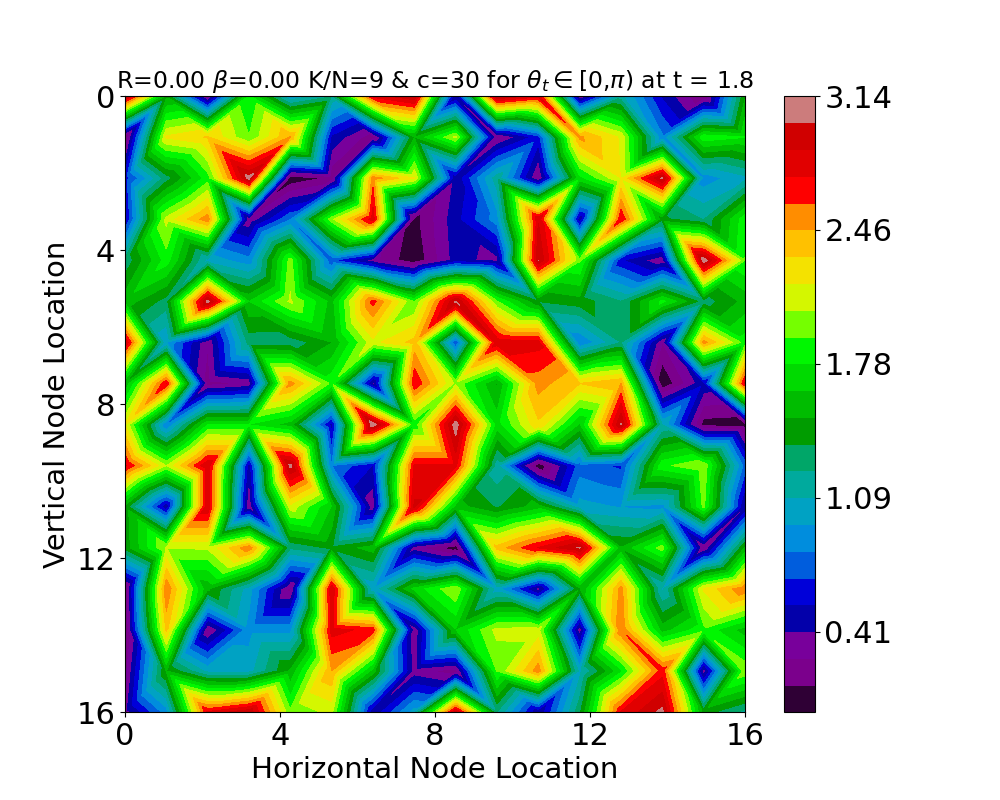 R=0.00 β=0.00 K/N=9 & c=30 for θₜ ∈ [0,π) at t = 1.8
0
4
8
12
16
Vertical Node Location
0 4 8 12 16
Horizontal Node Location
3.14
2.46
1.78
1.09
0.41